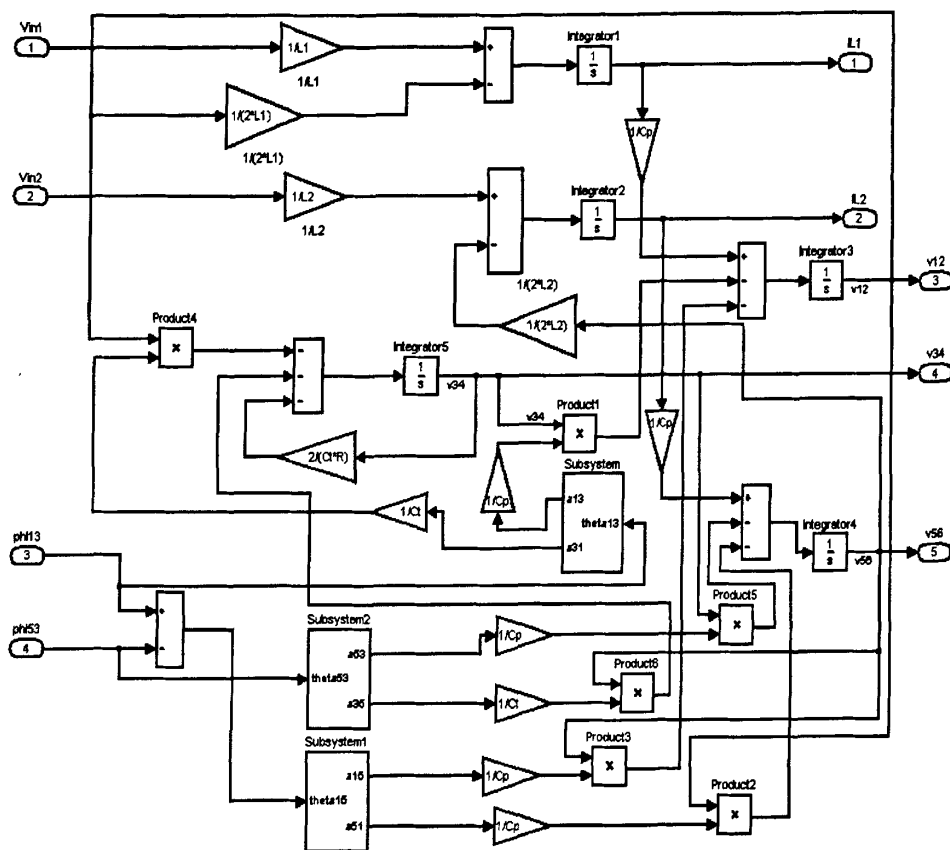 Vin1
1
1/L1
1/L1
+
-
Integrator1
1
s
IL1
1
1/(2*L1)
1/(2*L1)
1/Cp
Vin2
2
1/L2
1/L2
+
-
Integrator2
1
s
IL2
2
1/(2*L2)
1/(2*L2)
+
-
-
Integrator3
1
s
v12
v12
3
Product4
x
-
-
-
Integrator5
1
s
v34
v34
4
v34
Product1
x
1/Cp
2/(Ct*R)
1/Cp
Subsystem
a13
theta13
a31
1/Ct
+
-
-
Integrator4
1
s
v56
v56
5
phi13
3
phi53
4
+
-
Subsystem2
a53
theta53
a35
1/Cp
1/Ct
Product5
x
Product6
x
Subsystem1
a15
theta15
a51
1/Cp
1/Cp
Product3
x
Product2
x